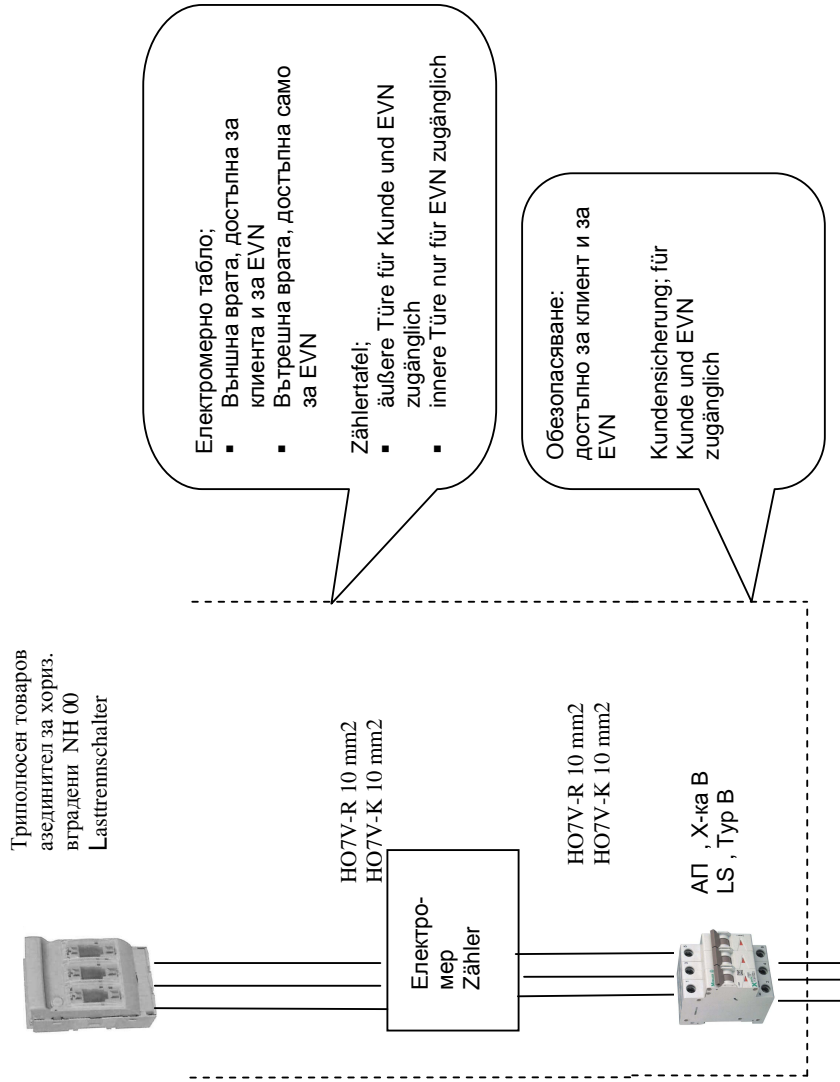 Триполюсен товаров
азединител за хориз.
вградени NH 00
Lasttrennschalter
Електромерно табло;
▪ Външна врата, достъпна за
клиента и за EVN
▪ Вътрешна врата, достъпна само
за EVN
Zählertafel;
▪ äußere Türe für Kunde und EVN
zugänglich
▪ innere Türe nur für EVN zugänglich
HO7V-R 10 mm2
HO7V-K 10 mm2
Електро-
мер
Zähler
HO7V-R 10 mm2
HO7V-K 10 mm2
Обезопасяване:
достъпно за клиент и за
EVN
Kundensicherung; für
Kunde und EVN
zugänglich
АП , Х-ка В
LS , Typ B